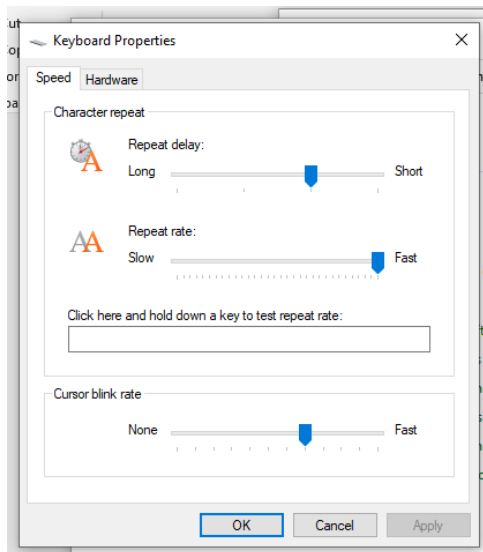 Keyboard Properties
Speed
Hardware
Character repeat
Repeat delay:
Long
Short
Repeat rate:
Slow
Fast
Click here and hold down a key to test repeat rate:
Cursor blink rate
None
Fast
OK
Cancel
Apply